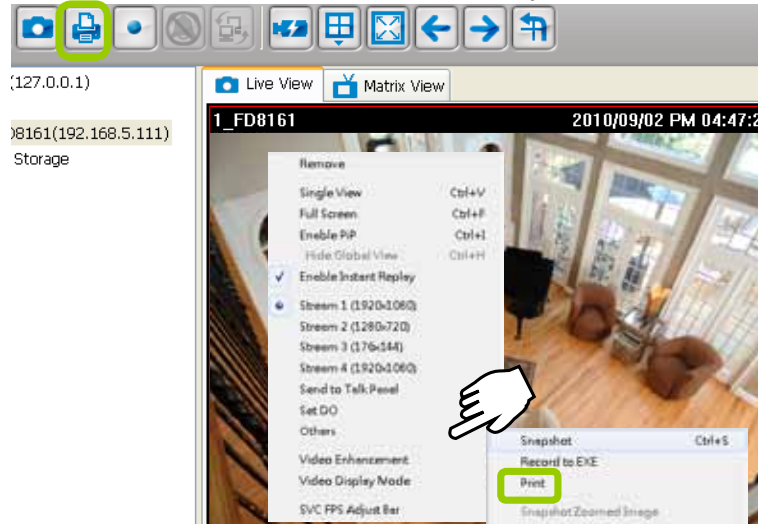 (127.0.0.1)
Live View
Matrix View
08161(192.168.5.111)
Storage
1_FD8161
2010/09/02 PM 04:47:2
Remove
Single View Ctrl+V
Full Screen Ctrl+F
Enable PiP Ctrl+I
Hide Global View Ctrl+H
Enable Instant Replay
Stream 1 (1920x1080)
Stream 2 (1280x720)
Stream 3 (176x144)
Stream 4 (1920x1080)
Send to Talk Panel
Set DO
Others
Video Enhancement
Video Display Mode
SVC FPS Adjust Bar
Snapshot Ctrl+S
Record to EXE
Print
Snapshot Zoomed Image